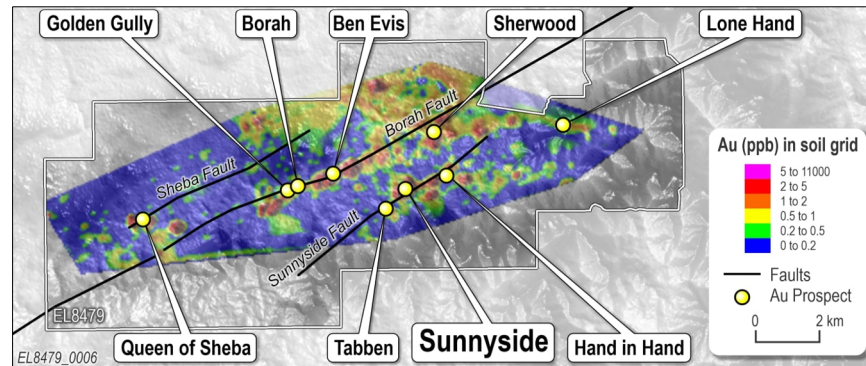 Golden Gully
Borah
Ben Evis
Sherwood
Lone Hand
Borah Fault
Sheba Fault
Sunnyside Fault
Au (ppb) in soil grid
5 to 11000
2 to 5
1 to 2
0.5 to 1
0.2 to 0.5
0 to 0.2
Faults
Au Prospect
0 2 km
EL8479
Queen of Sheba
Tabben
Sunnyside
Hand in Hand
EL8479_0006